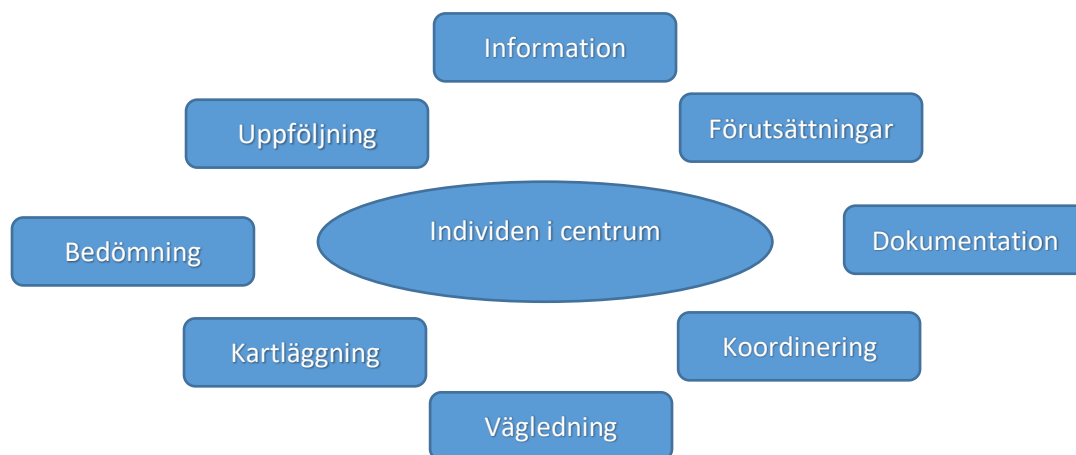 Information
Uppföljning
Förutsättningar
Individen i centrum
Bedömning
Dokumentation
Kartläggning
Koordinering
Vägledning